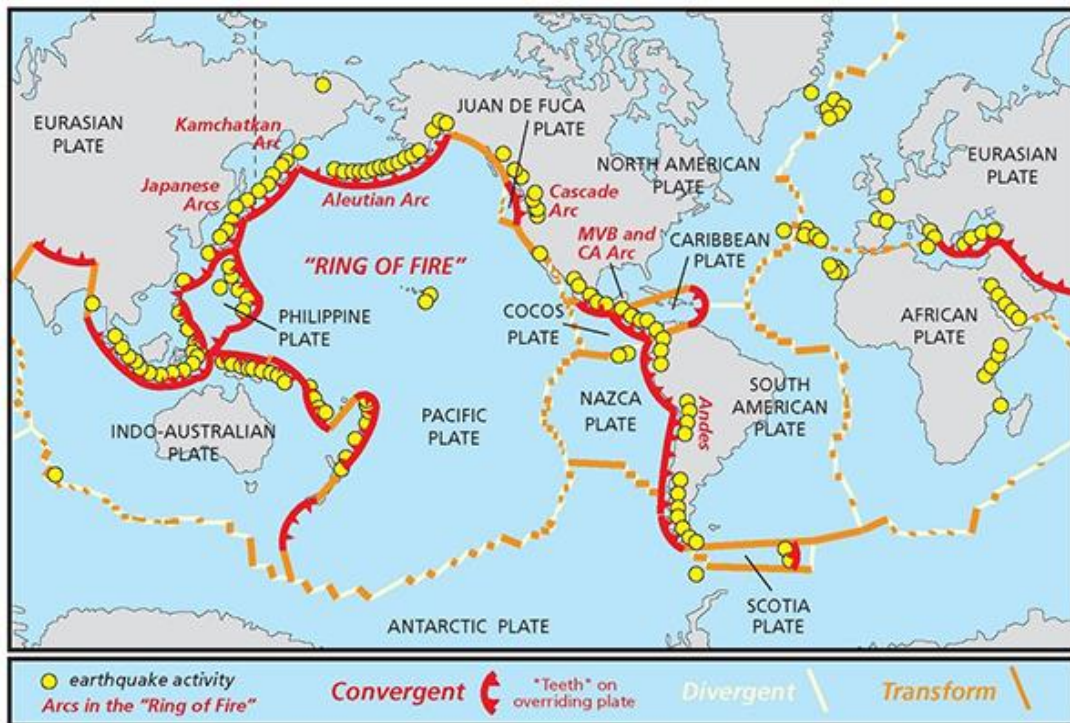 EURASIAN
PLATE
Kamchatkan
Arc
JUAN DE FUCA
PLATE
NORTH AMERICAN
PLATE
EURASIAN
PLATE
Japanese
Arcs
Aleutian Arc
Cascade
Arc
MVB and
CA Arc
CARIBBEAN
PLATE
"RING OF FIRE"
PHILIPPINE
PLATE
COCOS
PLATE
AFRICAN
PLATE
INDO-AUSTRALIAN
PLATE
PACIFIC
PLATE
NAZCA
PLATE
Andes
SOUTH
AMERICAN
PLATE
SCOTIA
PLATE
ANTARCTIC PLATE
earthquake activity
Arcs in the "Ring of Fire"
Convergent
"Teeth" on
overriding plate
Divergent
Transform